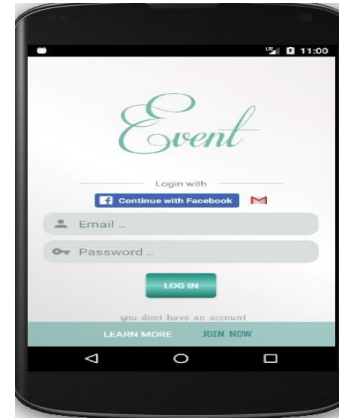 LTE 11:00
Event
Login with
Continue with Facebook
Email ..
Password ..
LOG IN
you dont have an account
LEARN MORE JOIN NOW